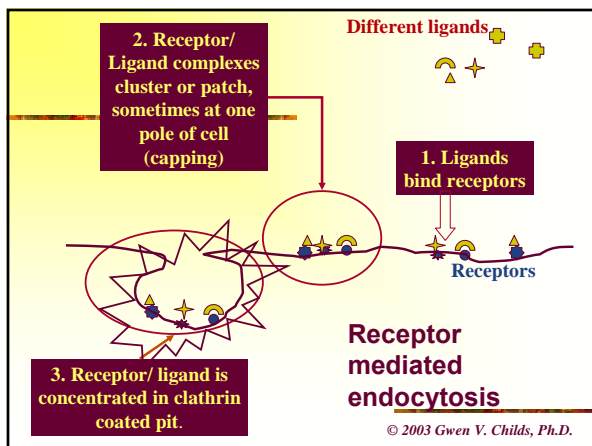 2. Receptor/
Ligand complexes
cluster or patch,
sometimes at one
pole of cell
(capping)
Different ligands
1. Ligands
bind receptors
Receptors
3. Receptor/ ligand is
concentrated in clathrin
coated pit.
Receptor
mediated
endocytosis
© 2003 Gwen V. Childs, Ph.D.